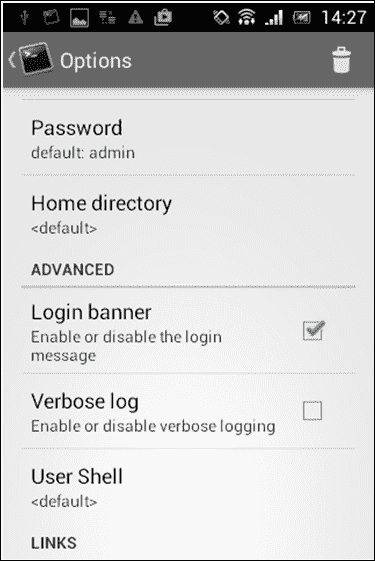 14:27
Options
Password
default: admin
Home directory
<default>
ADVANCED
Login banner
Enable or disable the login
message
Verbose log
Enable or disable verbose logging
User Shell
<default>
LINKS